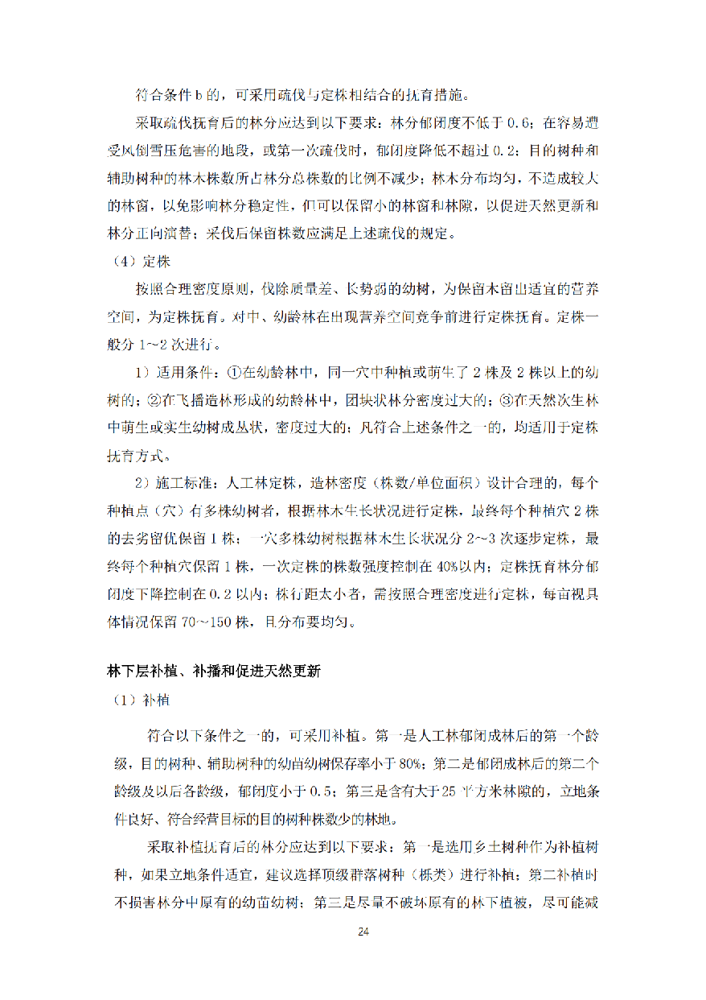 符合条件 b 的，可采用疏伐与定株相结合的抚育措施。
采取疏伐抚育后的林分应达到以下要求：林分郁闭度不低于 0.6；在容易遭
受风倒雪压危害的地段，或第一次疏伐时，郁闭度降低不超过 0.2；目的树种和
辅助树种的林木株数所占林分总株数的比例不减少；林木分布均匀，不造成较大
的林窗，以免影响林分稳定性，但可以保留小的林窗和林隙，以促进天然更新和
林分正向演替；采伐后保留株数应满足上述疏伐的规定。
（4）定株
按照合理密度原则，伐除质量差、长势弱的幼树，为保留木留出适宜的营养
空间，为定株抚育。对中、幼龄林在出现营养空间竞争前进行定株抚育。定株一
般分 1～2 次进行。
1）适用条件：①在幼龄林中，同一穴中种植或萌生了 2 株及 2 株以上的幼
树的；②在飞播造林形成的幼龄林中，团块状林分密度过大的；③在天然次生林
中萌生或实生幼树成丛状，密度过大的；凡符合上述条件之一的，均适用于定株
抚育方式。
2）施工标准：人工林定株，造林密度（株数/单位面积）设计合理的，每个
种植点（穴）有多株幼树者，根据林木生长状况进行定株，最终每个种植穴 2 株
的去劣留优保留 1 株；一穴多株幼树根据林木生长状况分 2～3 次逐步定株，最
终每个种植穴保留 1 株，一次定株的株数强度控制在 40%以内；定株抚育林分郁
闭度下降控制在 0.2 以内；株行距太小者，需按照合理密度进行定株，每亩视具
体情况保留 70～150 株，且分布要均匀。
林下层补植、补播和促进天然更新
（1）补植
符合以下条件之一的，可采用补植。第一是人工林郁闭成林后的第一个龄
级，目的树种、辅助树种的幼苗幼树保存率小于 80%；第二是郁闭成林后的第二个
龄级及以后各龄级，郁闭度小于 0.5；第三是含有大于 25 平方米林隙的，立地条
件良好、符合经营目标的目的树种株数少的林地。
采取补植抚育后的林分应达到以下要求：第一是选用乡土树种作为补植树
种，如果立地条件适宜，建议选择顶级群落树种（栎类）进行补植；第二补植时
不损害林分中原有的幼苗幼树；第三是尽量不破坏原有的林下植被，尽可能减
24